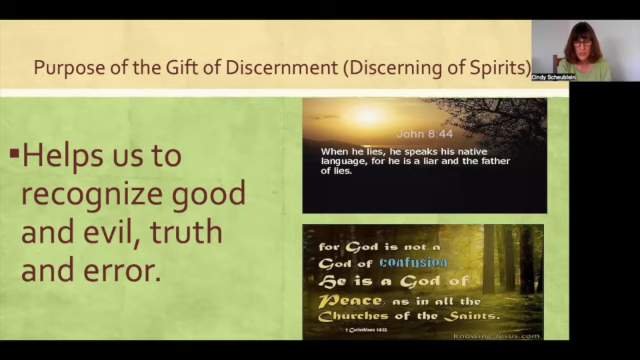 Purpose of the Gift of Discernment (Discerning of Spirits)
Cindy Scheublein
▪Helps us to
recognize good
and evil, truth
and error.
John 8:44
When he lies, he speaks his native
language, for he is a liar and the father
of lies.
for God is not a
God of confusion
He is a God of
Peace, as in all the
Churches of the Saints.
1 Corinthians 14:33
Knowing-Jesus.com